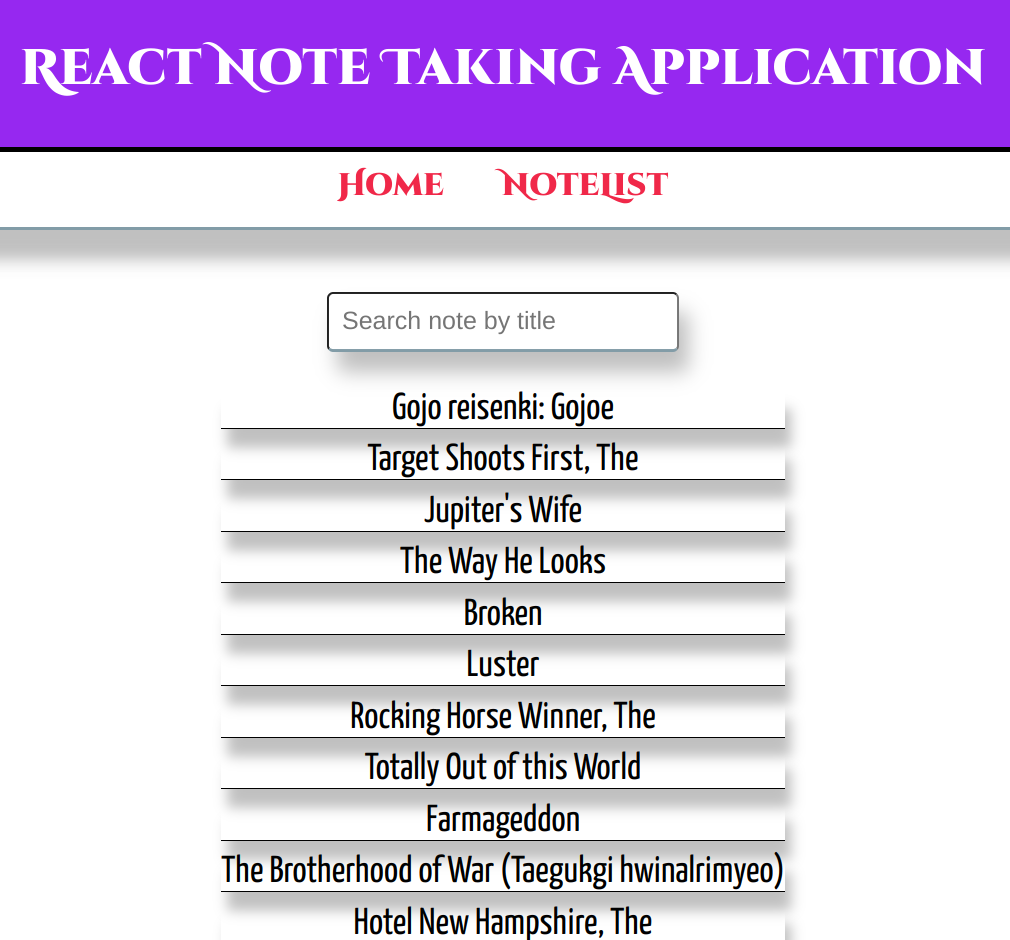 React Note Taking Application
Home NoteList
Search note by title
Gojo reisenki: Gojoe
Target Shoots First, The
Jupiter's Wife
The Way He Looks
Broken
Luster
Rocking Horse Winner, The
Totally Out of this World
Farmageddon
The Brotherhood of War (Taegukgi hwinalrimyeo)
Hotel New Hampshire, The